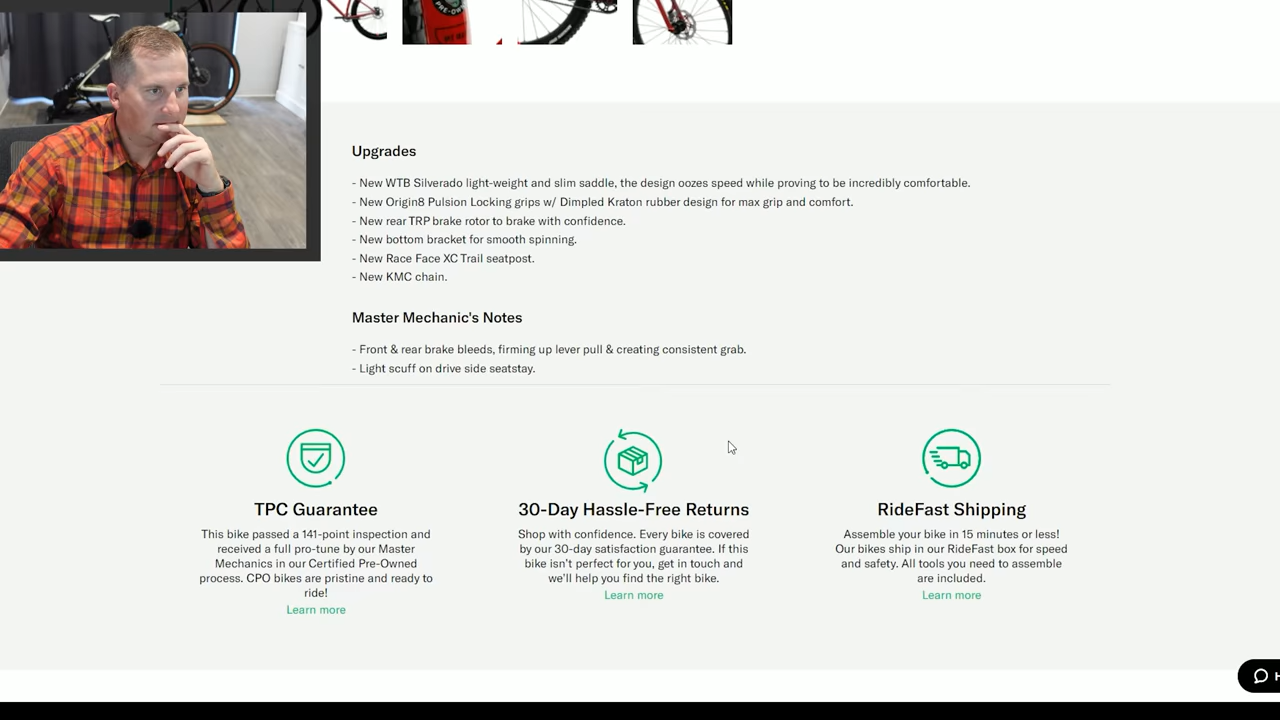 PRE-OWNED
Upgrades
- New WTB Silverado light-weight and slim saddle, the design oozes speed while proving to be incredibly comfortable.
- New Origin8 Pulsion Locking grips w/ Dimpled Kraton rubber design for max grip and comfort.
- New rear TRP brake rotor to brake with confidence.
- New bottom bracket for smooth spinning.
- New Race Face XC Trail seatpost.
- New KMC chain.
Master Mechanic's Notes
- Front & rear brake bleeds, firming up lever pull & creating consistent grab.
- Light scuff on drive side seatstay.
TPC Guarantee
This bike passed a 141-point inspection and
received a full pro-tune by our Master
Mechanics in our Certified Pre-Owned
process. CPO bikes are pristine and ready to
ride!
Learn more
30-Day Hassle-Free Returns
Shop with confidence. Every bike is covered
by our 30-day satisfaction guarantee. If this
bike isn't perfect for you, get in touch and
we'll help you find the right bike.
Learn more
RideFast Shipping
Assemble your bike in 15 minutes or less!
Our bikes ship in our RideFast box for speed
and safety. All tools you need to assemble
are included.
Learn more